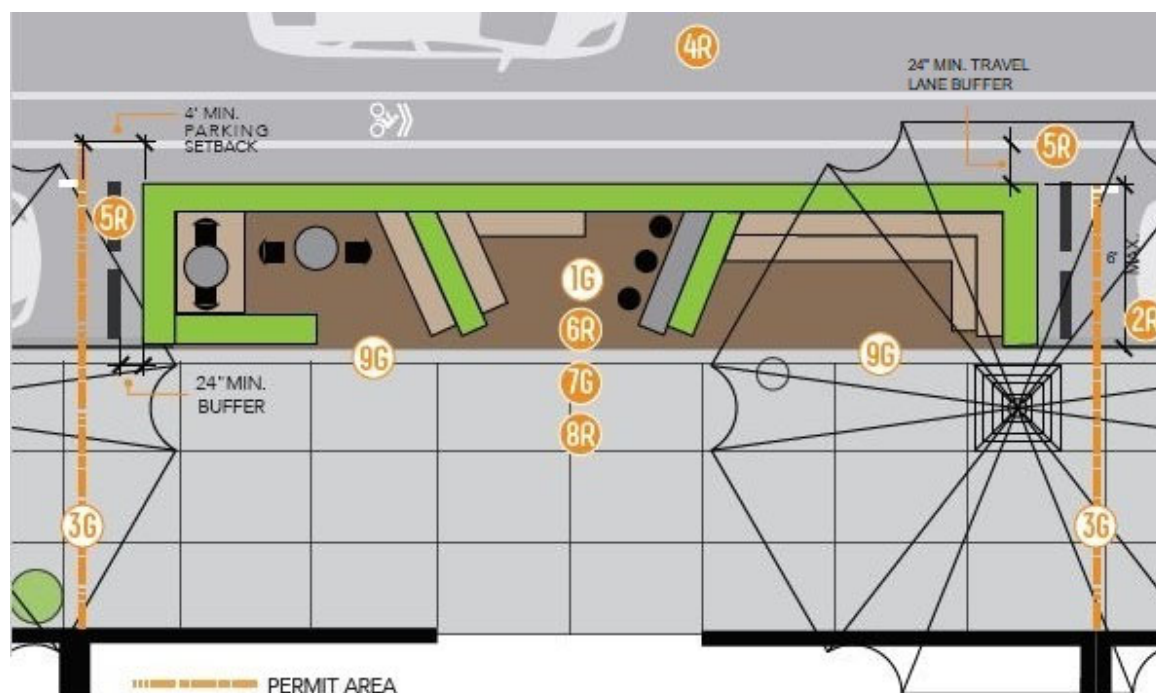 4R
24" MIN. TRAVEL
LANE BUFFER
4' MIN.
PARKING
SETBACK
5R
5R
6' MAX.
1G
2R
6R
9G
9G
7G
24" MIN.
BUFFER
8R
3G
3G
PERMIT AREA